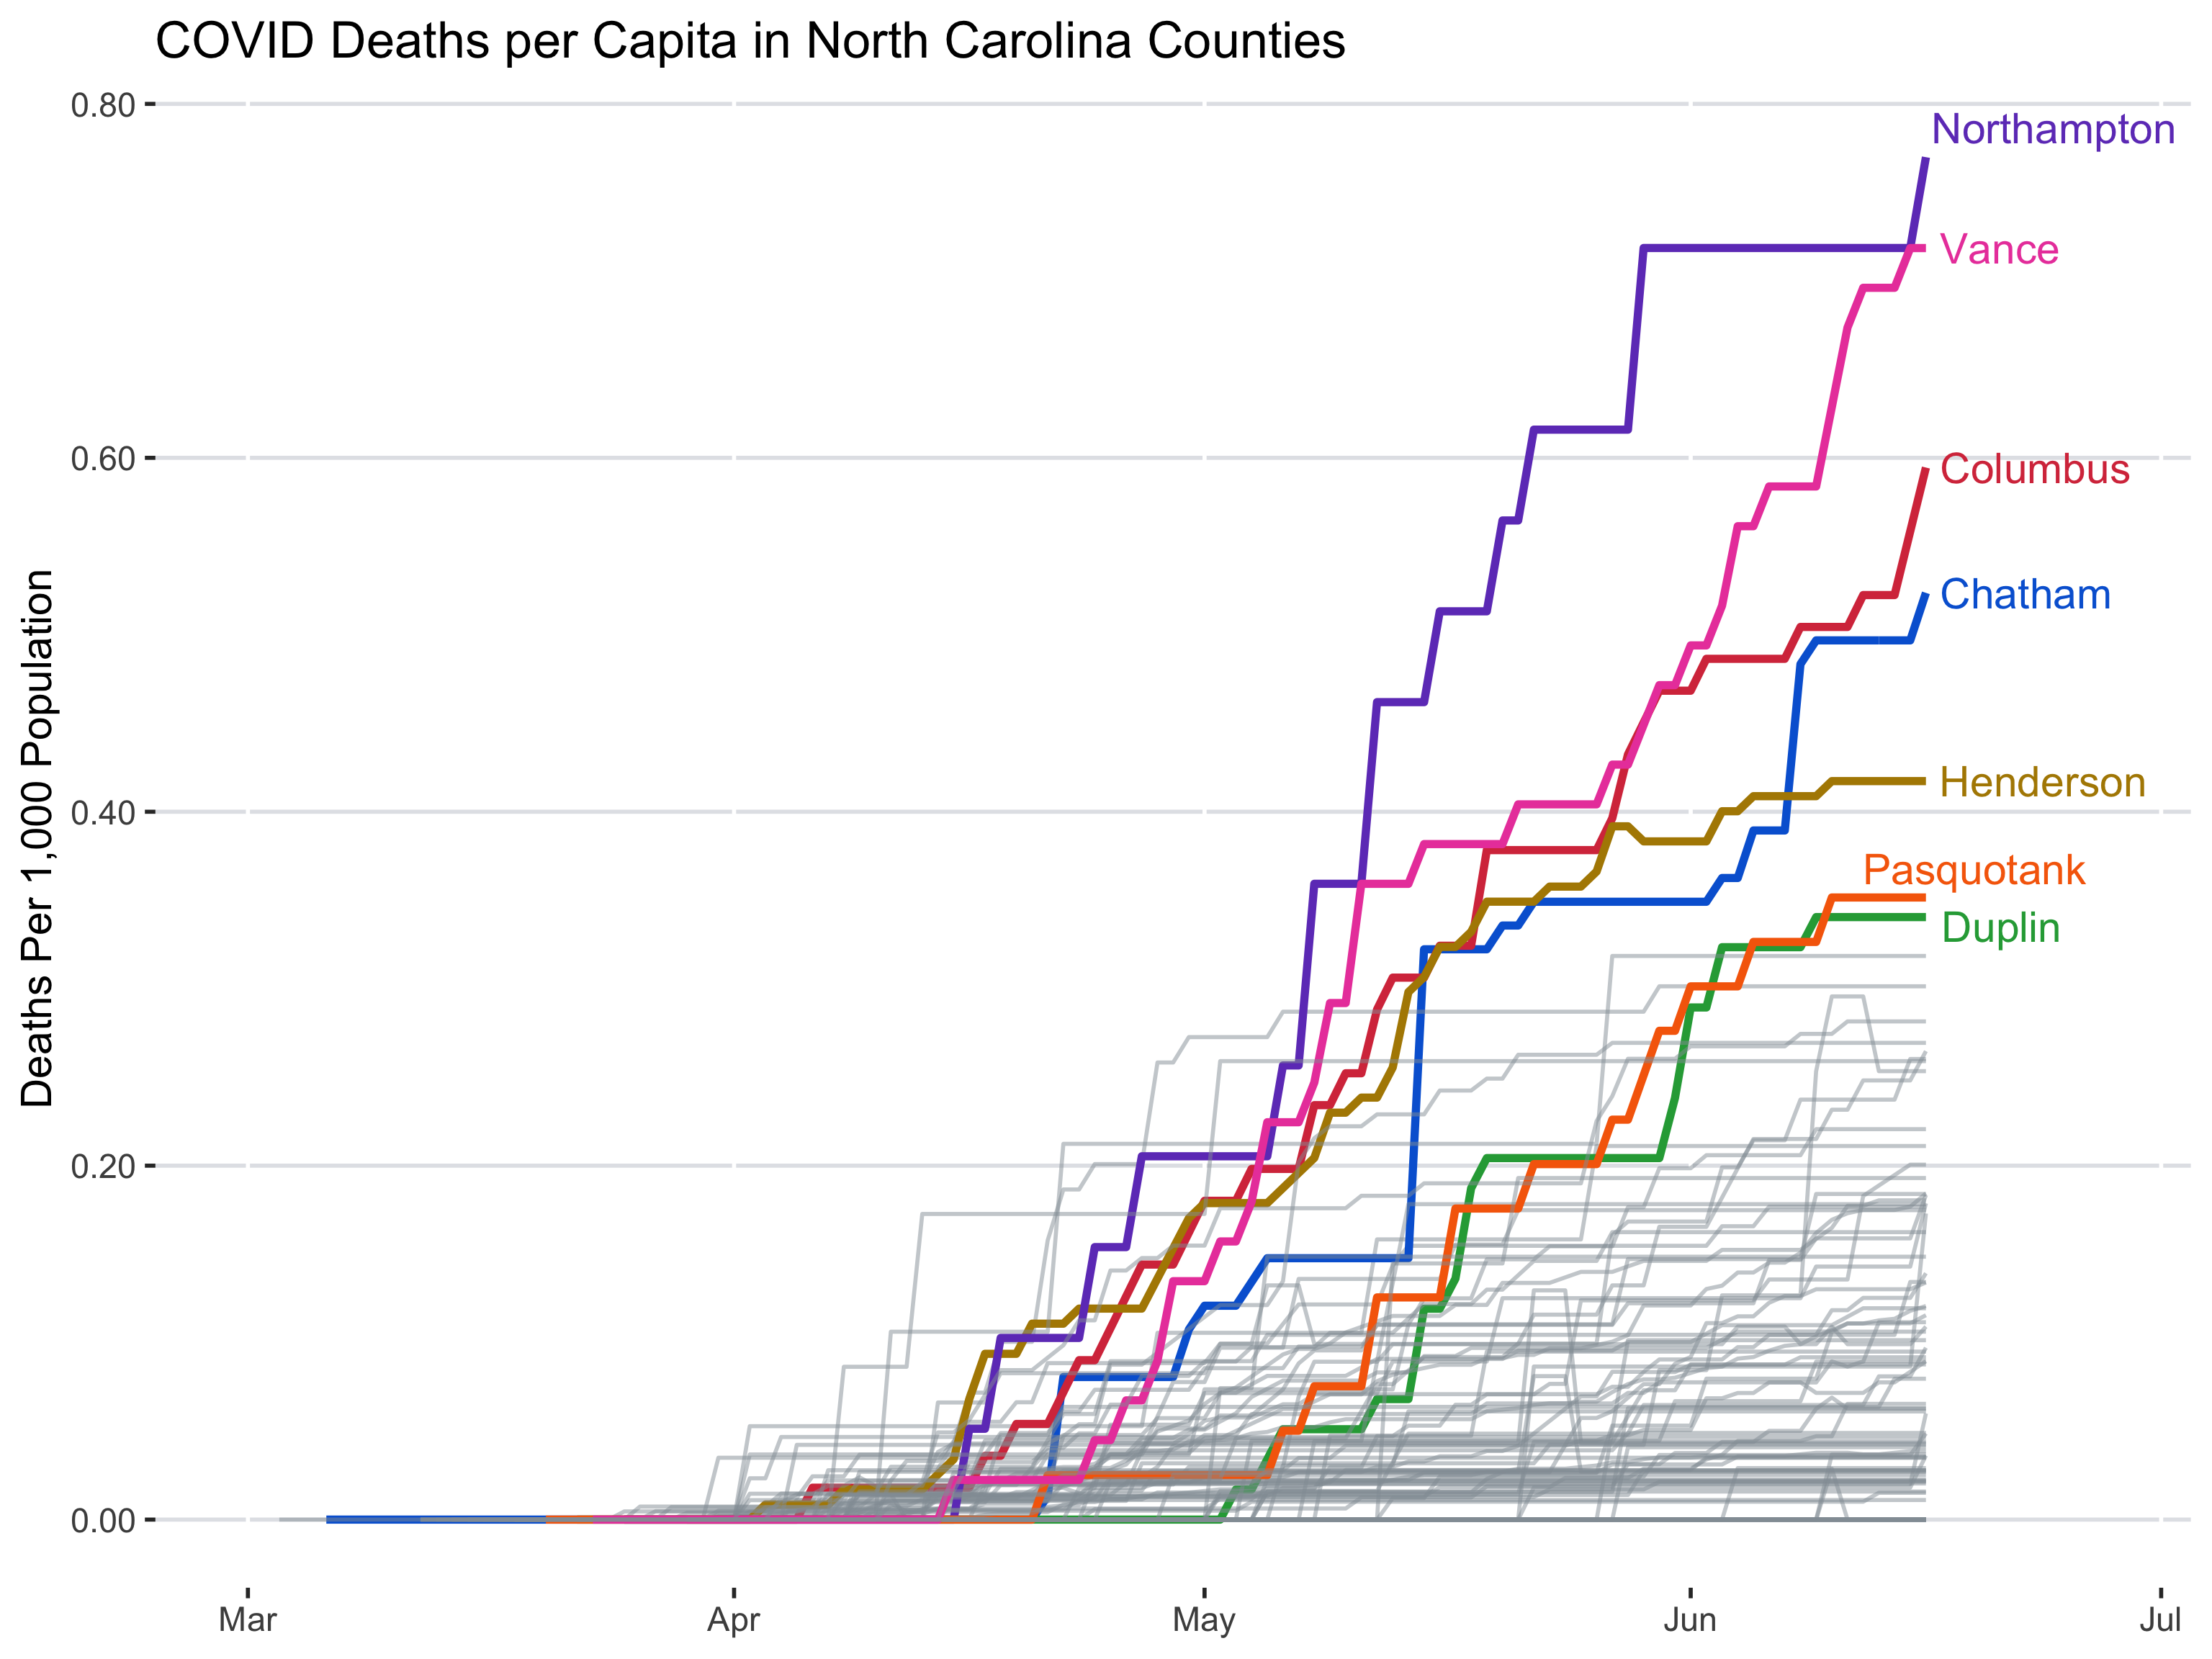 COVID Deaths per Capita in North Carolina Counties
0.80
Northampton
Vance
0.60
Columbus
Chatham
Deaths Per 1,000 Population
Henderson
0.40
Pasquotank
Duplin
0.20
0.00
Mar
Apr
May
Jun
Jul